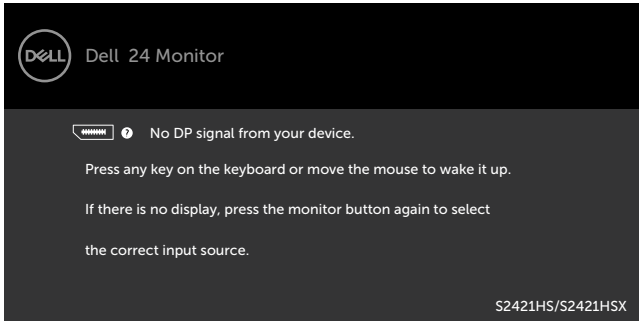 DELL
Dell 24 Monitor
? No DP signal from your device.
Press any key on the keyboard or move the mouse to wake it up.
If there is no display, press the monitor button again to select
the correct input source.
S2421HS/S2421HSX